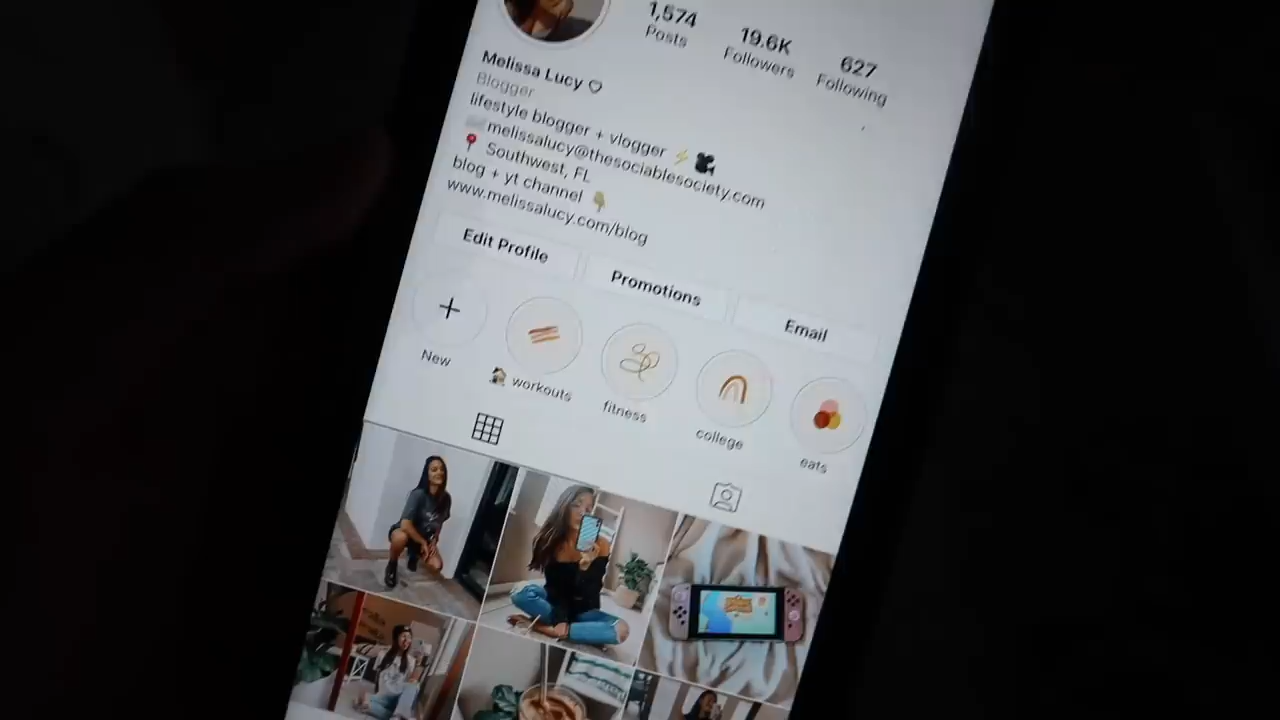 1,574
Posts
19.6K
Followers
627
Following
Melissa Lucy ♡
Blogger
lifestyle blogger + vlogger ⚡ 🎥
melissalucy@thesociablesociety.com
📍 Southwest, FL
blog + yt channel 👇
www.melissalucy.com/blog
Edit Profile
Promotions
Email
New
🏠 workouts
fitness
college
eats